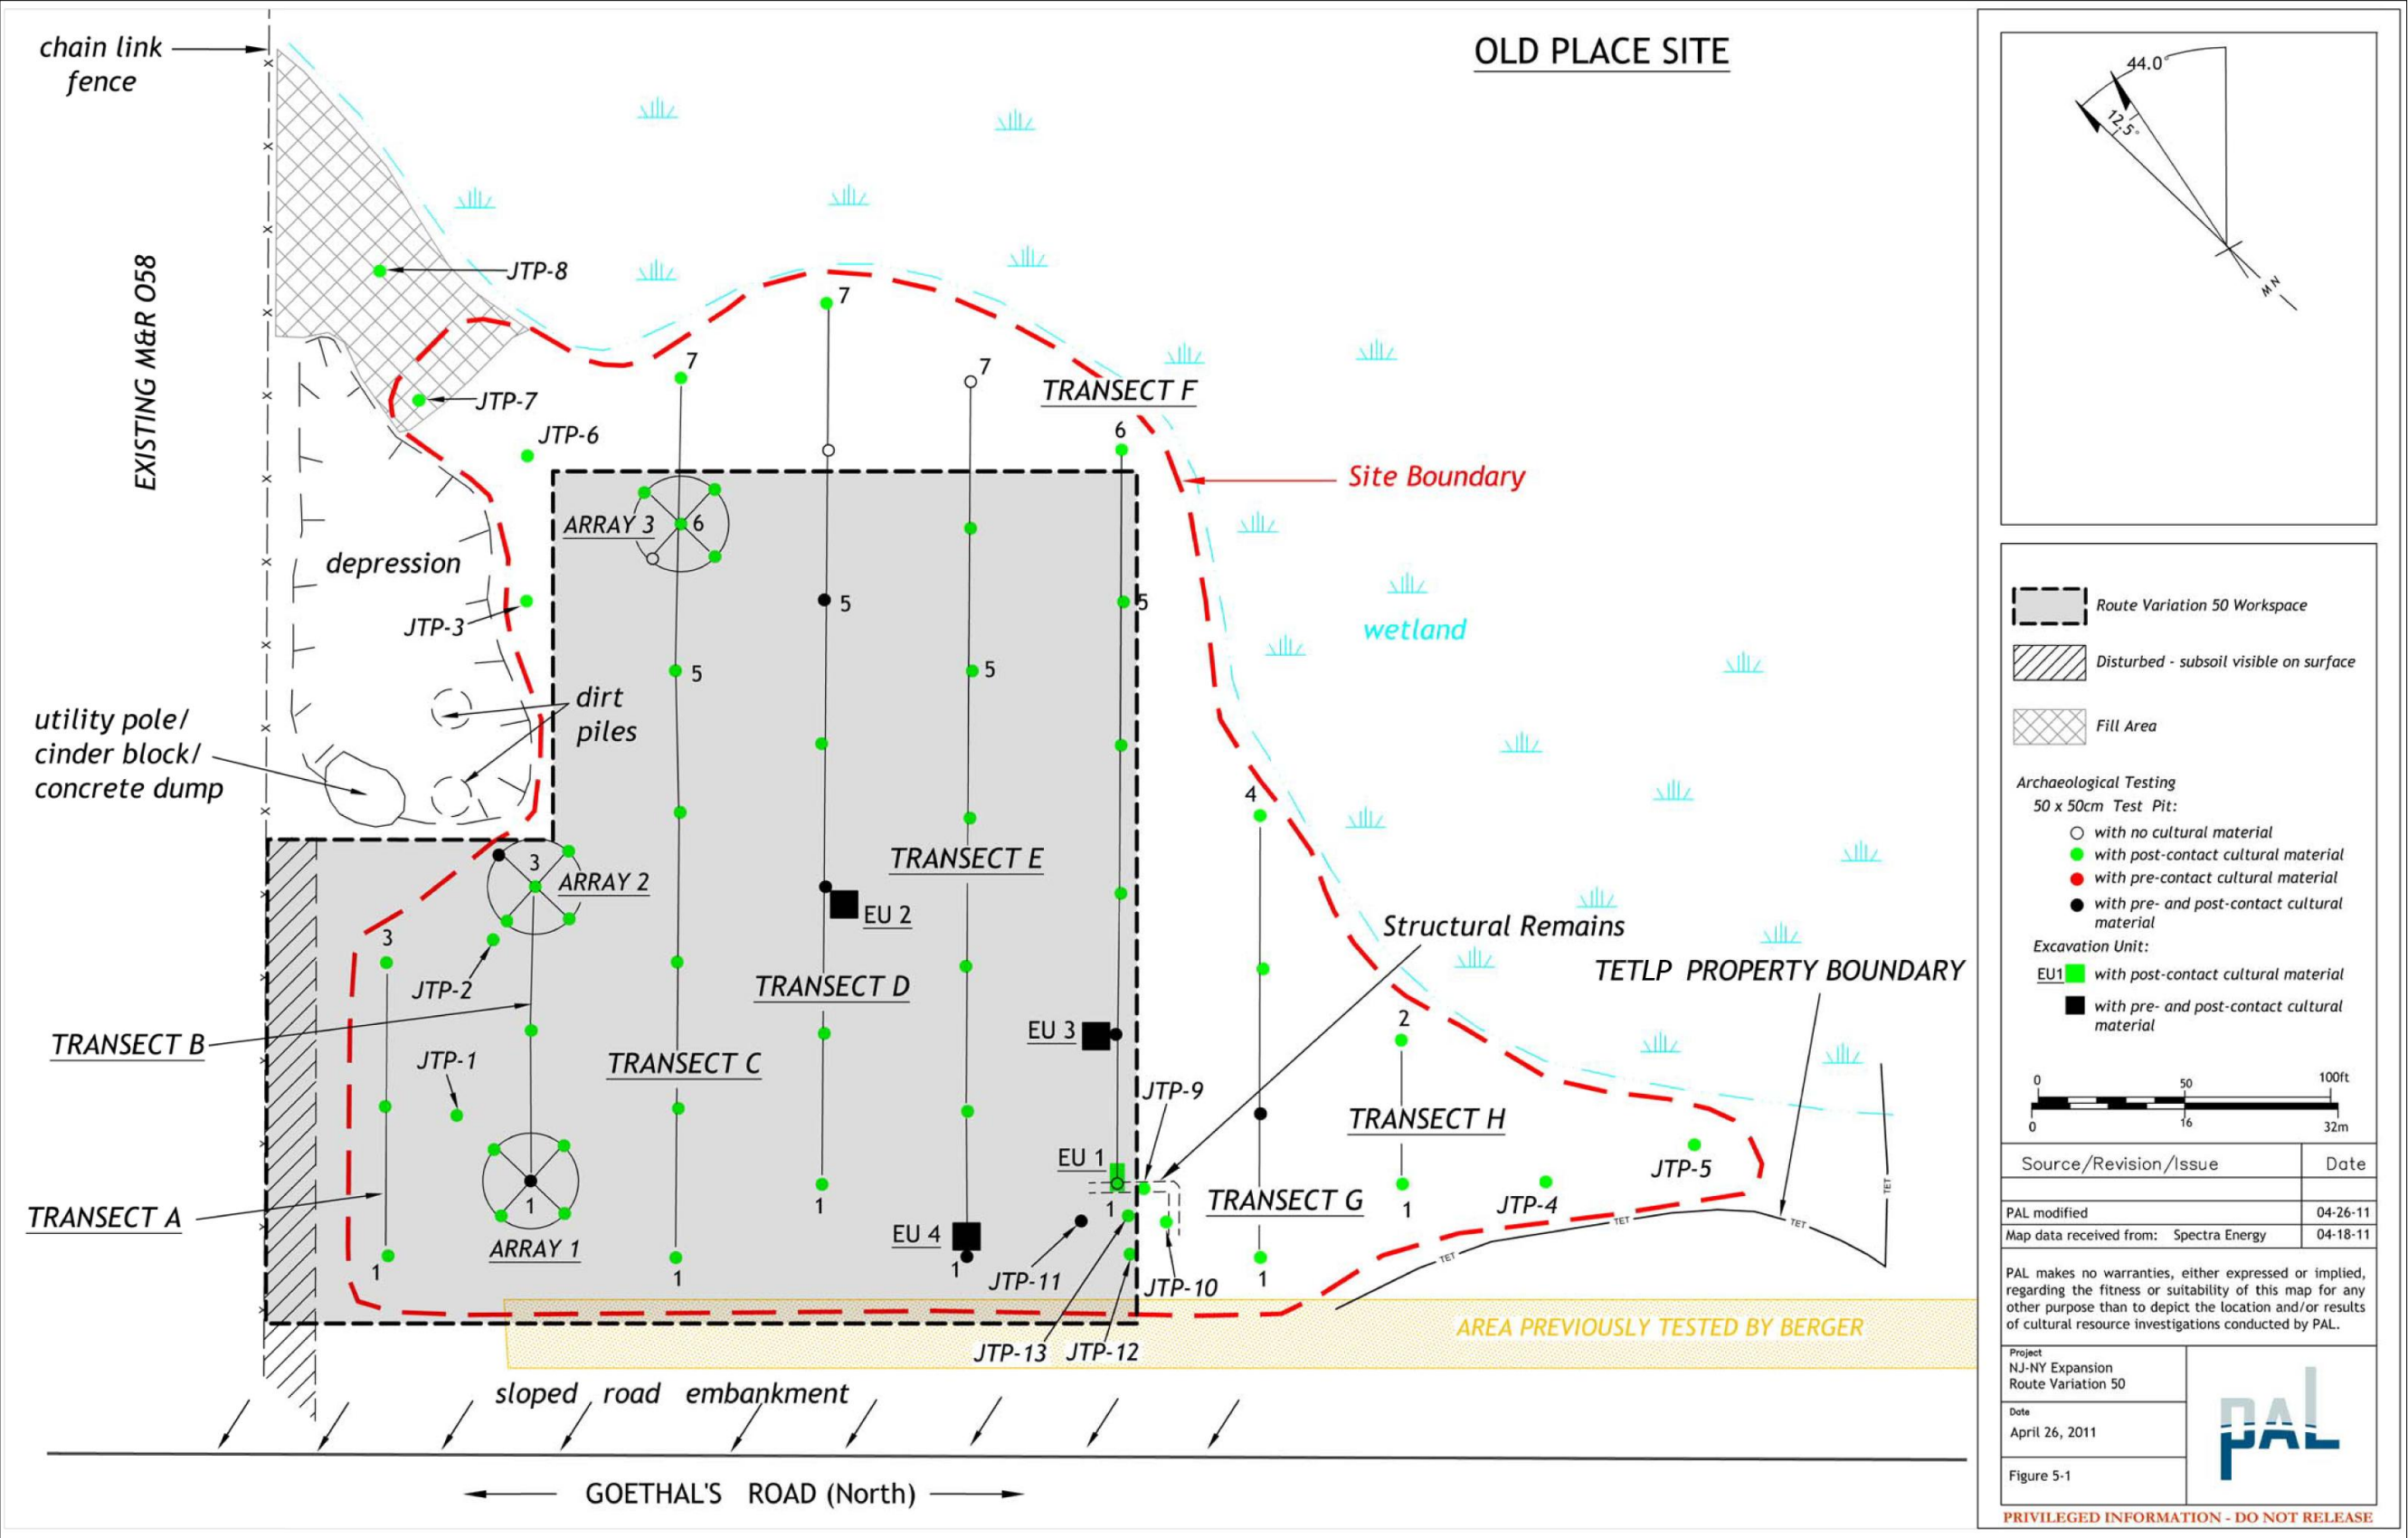 OLD PLACE SITE
chain link
fence
EXISTING M&R O58
JTP-8
JTP-7
JTP-6
7
7
7
TRANSECT F
6
Site Boundary
ARRAY 3
6
depression
JTP-3
5
5
wetland
5
5
dirt
piles
utility pole/
cinder block/
concrete dump
4
TRANSECT E
3
ARRAY 2
EU 2
Structural Remains
3
TETLP PROPERTY BOUNDARY
JTP-2
TRANSECT D
2
EU 3
TRANSECT B
JTP-1
TRANSECT C
JTP-9
TRANSECT H
EU 1
JTP-5
TRANSECT G
JTP-4
TRANSECT A
1
1
1
1
EU 4
TET
TET
TET
TET
ARRAY 1
1
1
1
JTP-11
JTP-10
1
AREA PREVIOUSLY TESTED BY BERGER
JTP-13
JTP-12
sloped road embankment
GOETHAL'S ROAD (North)
44.0°
12.5°
M N
Route Variation 50 Workspace
Disturbed - subsoil visible on surface
Fill Area
Archaeological Testing
50 x 50cm Test Pit:
with no cultural material
with post-contact cultural material
with pre-contact cultural material
with pre- and post-contact cultural
material
Excavation Unit:
EU1 with post-contact cultural material
with pre- and post-contact cultural
material
0 50 100ft
0 16 32m
Source/Revision/Issue Date
PAL modified 04-26-11
Map data received from: Spectra Energy 04-18-11
PAL makes no warranties, either expressed or implied,
regarding the fitness or suitability of this map for any
other purpose than to depict the location and/or results
of cultural resource investigations conducted by PAL.
Project
NJ-NY Expansion
Route Variation 50
Date
April 26, 2011
Figure 5-1
PAL
PRIVILEGED INFORMATION - DO NOT RELEASE